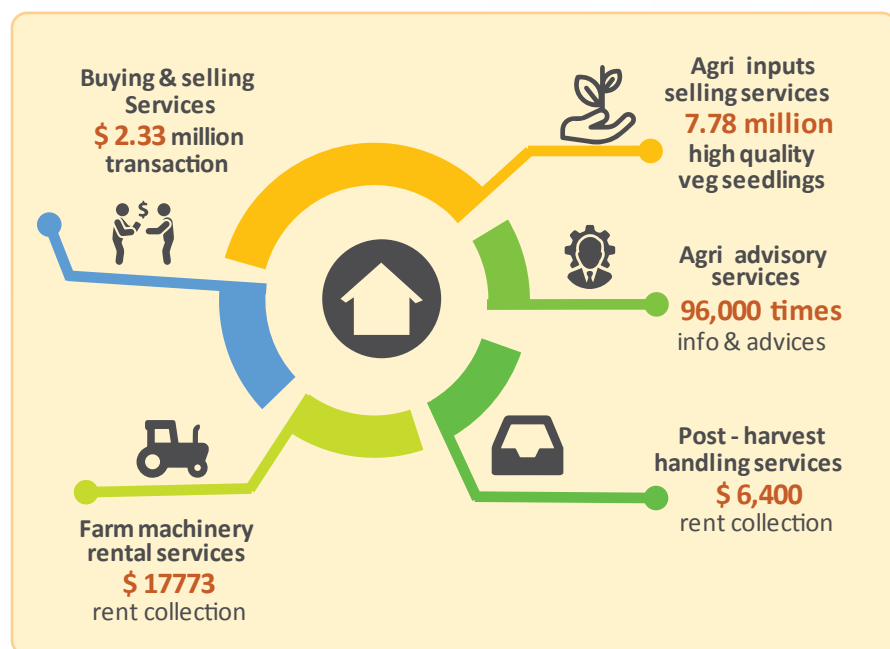 Buying & selling
Services
$ 2.33 million
transaction
$
Agri inputs
selling services
7.78 million
high quality
veg seedlings
Agri advisory
services
96,000 times
info & advices
Post - harvest
handling services
$ 6,400
rent collection
Farm machinery
rental services
$ 17773
rent collection